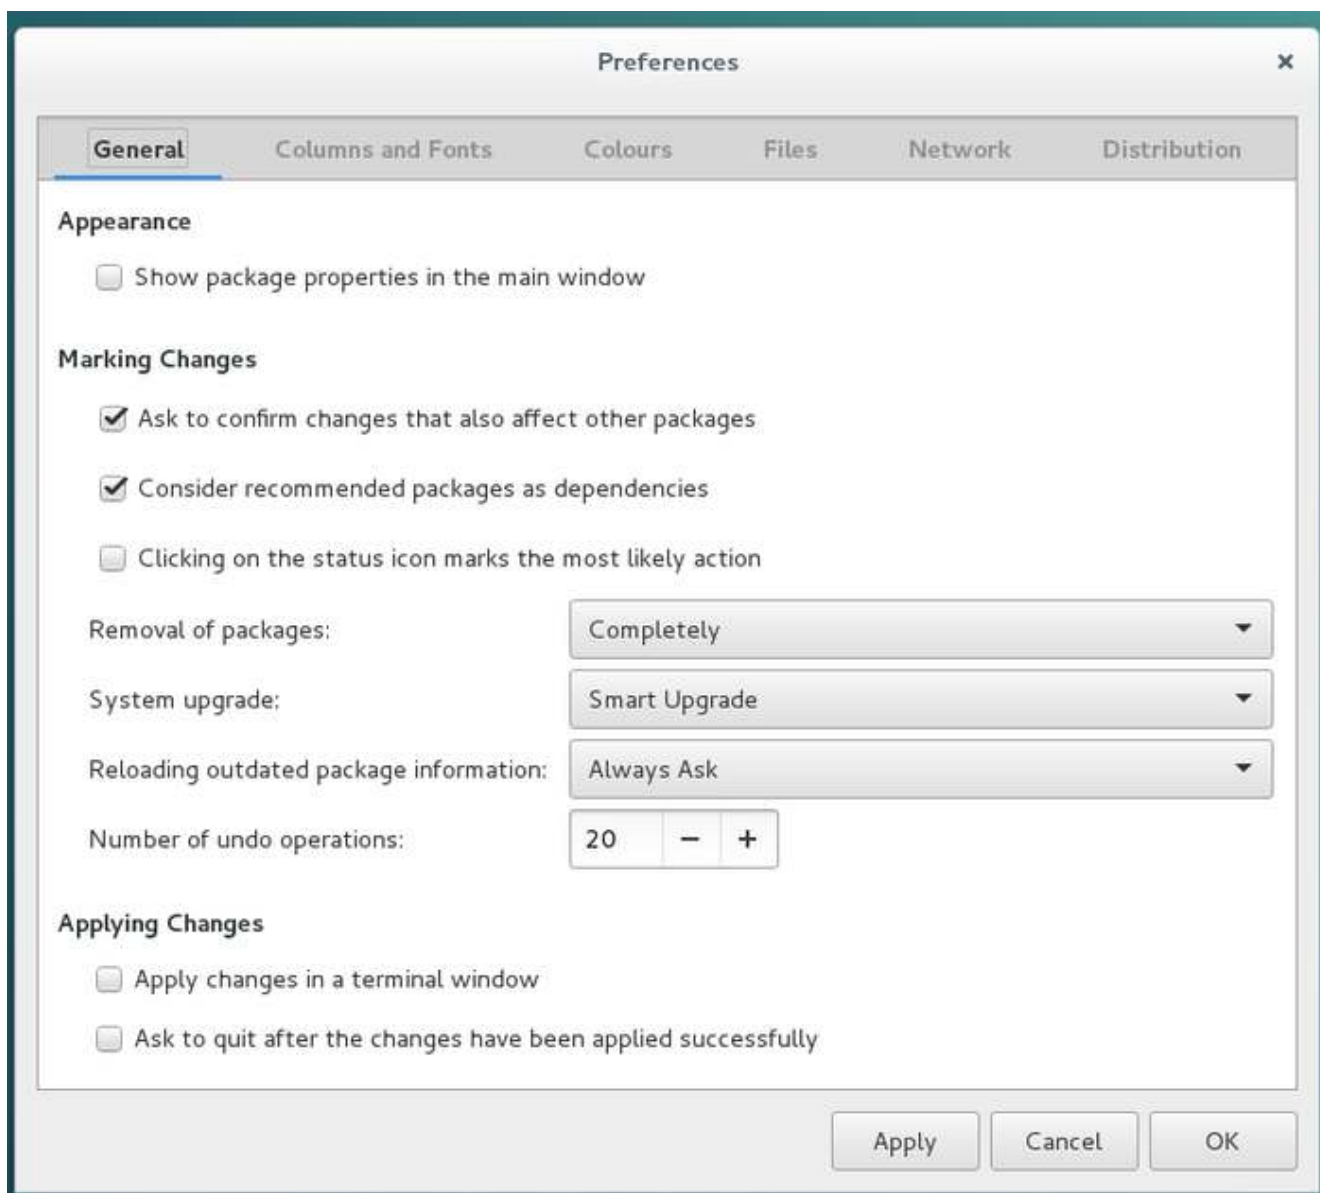 Preferences
General Columns and Fonts Colours Files Network Distribution
Appearance
Show package properties in the main window
Marking Changes
Ask to confirm changes that also affect other packages
Consider recommended packages as dependencies
Clicking on the status icon marks the most likely action
Removal of packages: Completely
System upgrade: Smart Upgrade
Reloading outdated package information: Always Ask
Number of undo operations: 20 − +
Applying Changes
Apply changes in a terminal window
Ask to quit after the changes have been applied successfully
Apply Cancel OK